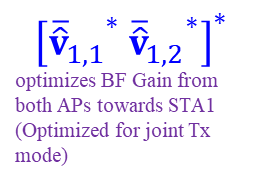 [v̄̂₁,₁* v̄̂₁,₂*]*
optimizes BF Gain from
both APs towards STA1
(Optimized for joint Tx
mode)